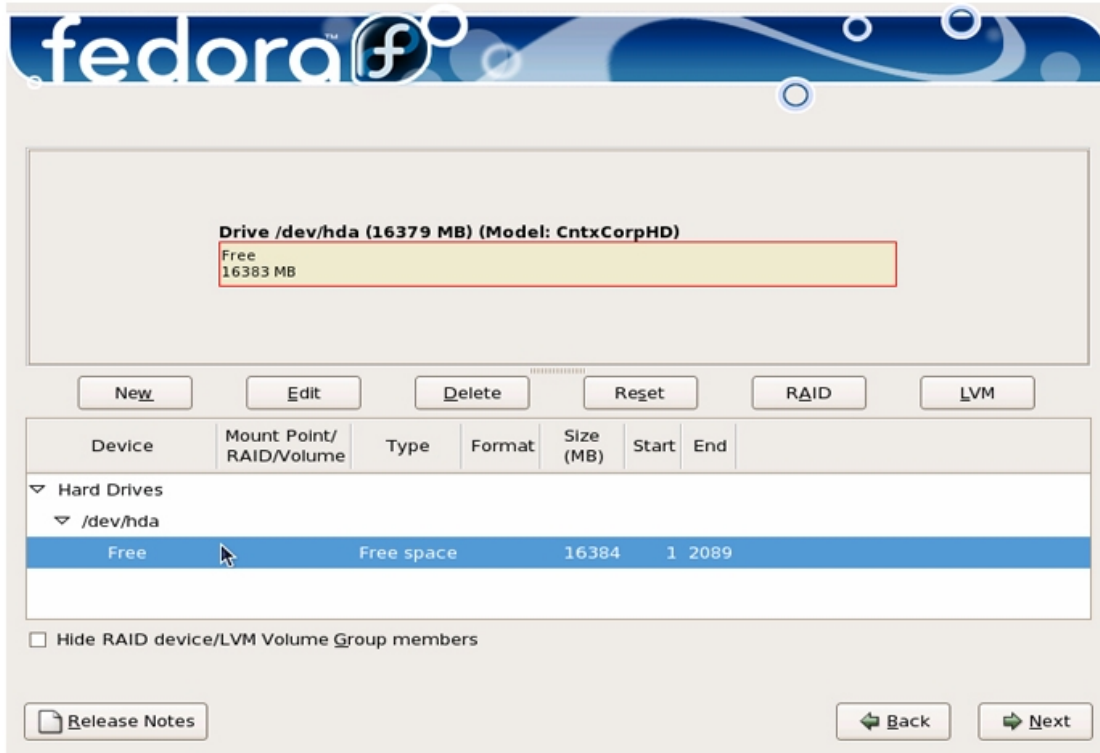 fedora™
Drive /dev/hda (16379 MB) (Model: CntxCorpHD)
Free
16383 MB
New Edit Delete Reset RAID LVM
Device Mount Point/ RAID/Volume Type Format Size (MB) Start End
Hard Drives
/dev/hda
Free Free space 16384 1 2089
Hide RAID device/LVM Volume Group members
Release Notes Back Next